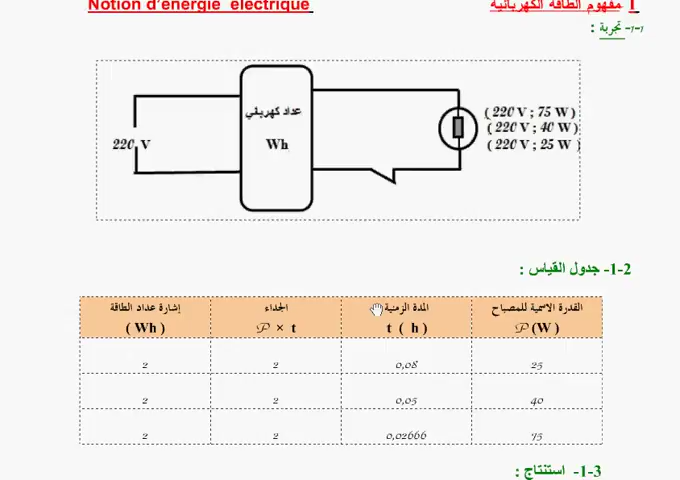 1 مفهوم الطاقة الكهربائية Notion d'énergie électrique
1-1- تجربة :
عداد كهربائي
Wh
220 V
( 220 V ; 75 W )
( 220 V ; 40 W )
( 220 V ; 25 W )
1-2- جدول القياس :
القدرة الاسمية للمصباح المدة الزمنية الجداء إشارة عداد الطاقة
𝒫 (W) t ( h ) 𝒫 × t ( Wh )
25 0,08 2 2
40 0,05 2 2
75 0,02666 2 2
1-3- استنتاج :